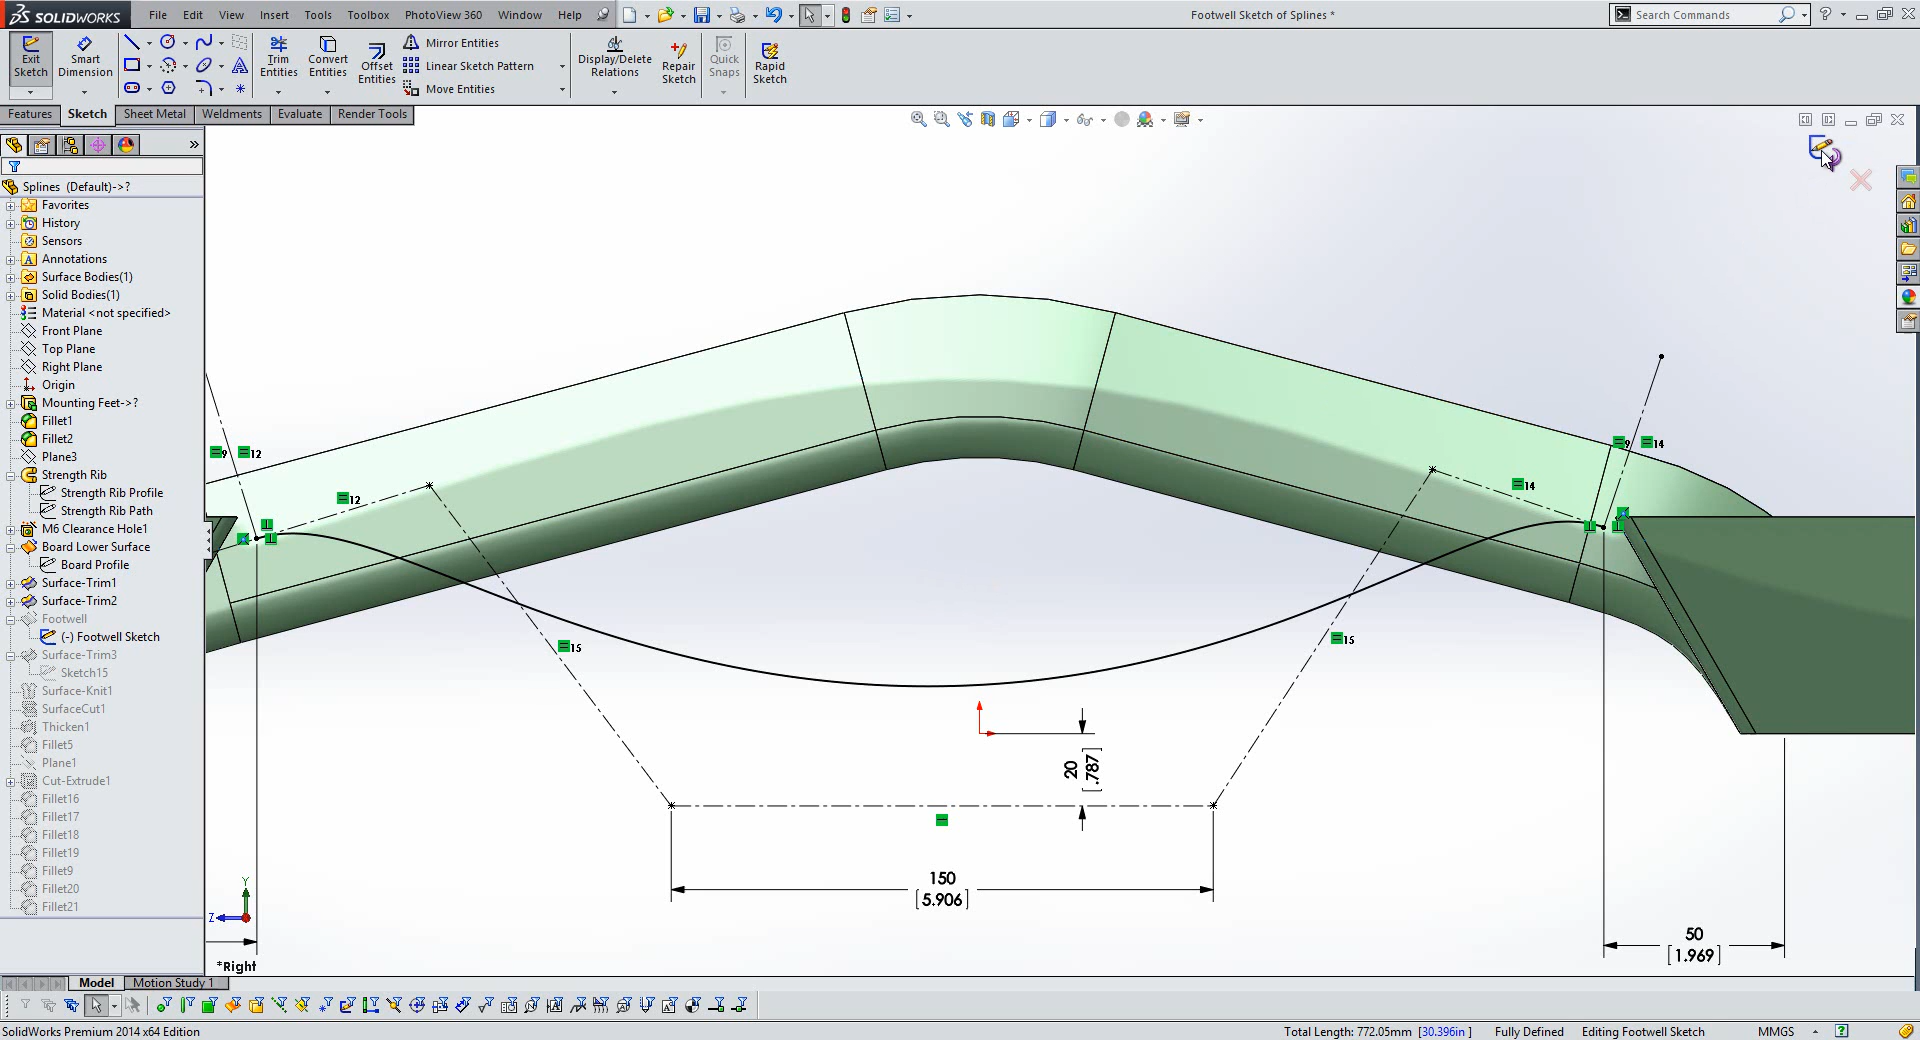 SOLIDWORKS File Edit View Insert Tools Toolbox PhotoView 360 Window Help Footwell Sketch of Splines * Search Commands ?
Exit Sketch
Smart Dimension
Trim Entities
Convert Entities
Offset Entities
Mirror Entities
Linear Sketch Pattern
Move Entities
Display/Delete Relations
Repair Sketch
Quick Snaps
Rapid Sketch
Features Sketch Sheet Metal Weldments Evaluate Render Tools
Splines (Default)->?
Favorites
History
Sensors
Annotations
Surface Bodies(1)
Solid Bodies(1)
Material <not specified>
Front Plane
Top Plane
Right Plane
Origin
Mounting Feet->?
Fillet1
Fillet2
Plane3
Strength Rib
Strength Rib Profile
Strength Rib Path
M6 Clearance Hole1
Board Lower Surface
Board Profile
Surface-Trim1
Surface-Trim2
Footwell
(-) Footwell Sketch
Surface-Trim3
Sketch15
Surface-Knit1
SurfaceCut1
Thicken1
Fillet5
Plane1
Cut-Extrude1
Fillet16
Fillet17
Fillet18
Fillet19
Fillet9
Fillet20
Fillet21
9 12
9 14
12
14
15
15
20
[.787]
150
[5.906]
50
[1.969]
Y
Z
*Right
Model Motion Study 1
SolidWorks Premium 2014 x64 Edition Total Length: 772.05mm [30.396in ] Fully Defined Editing Footwell Sketch MMGS ?